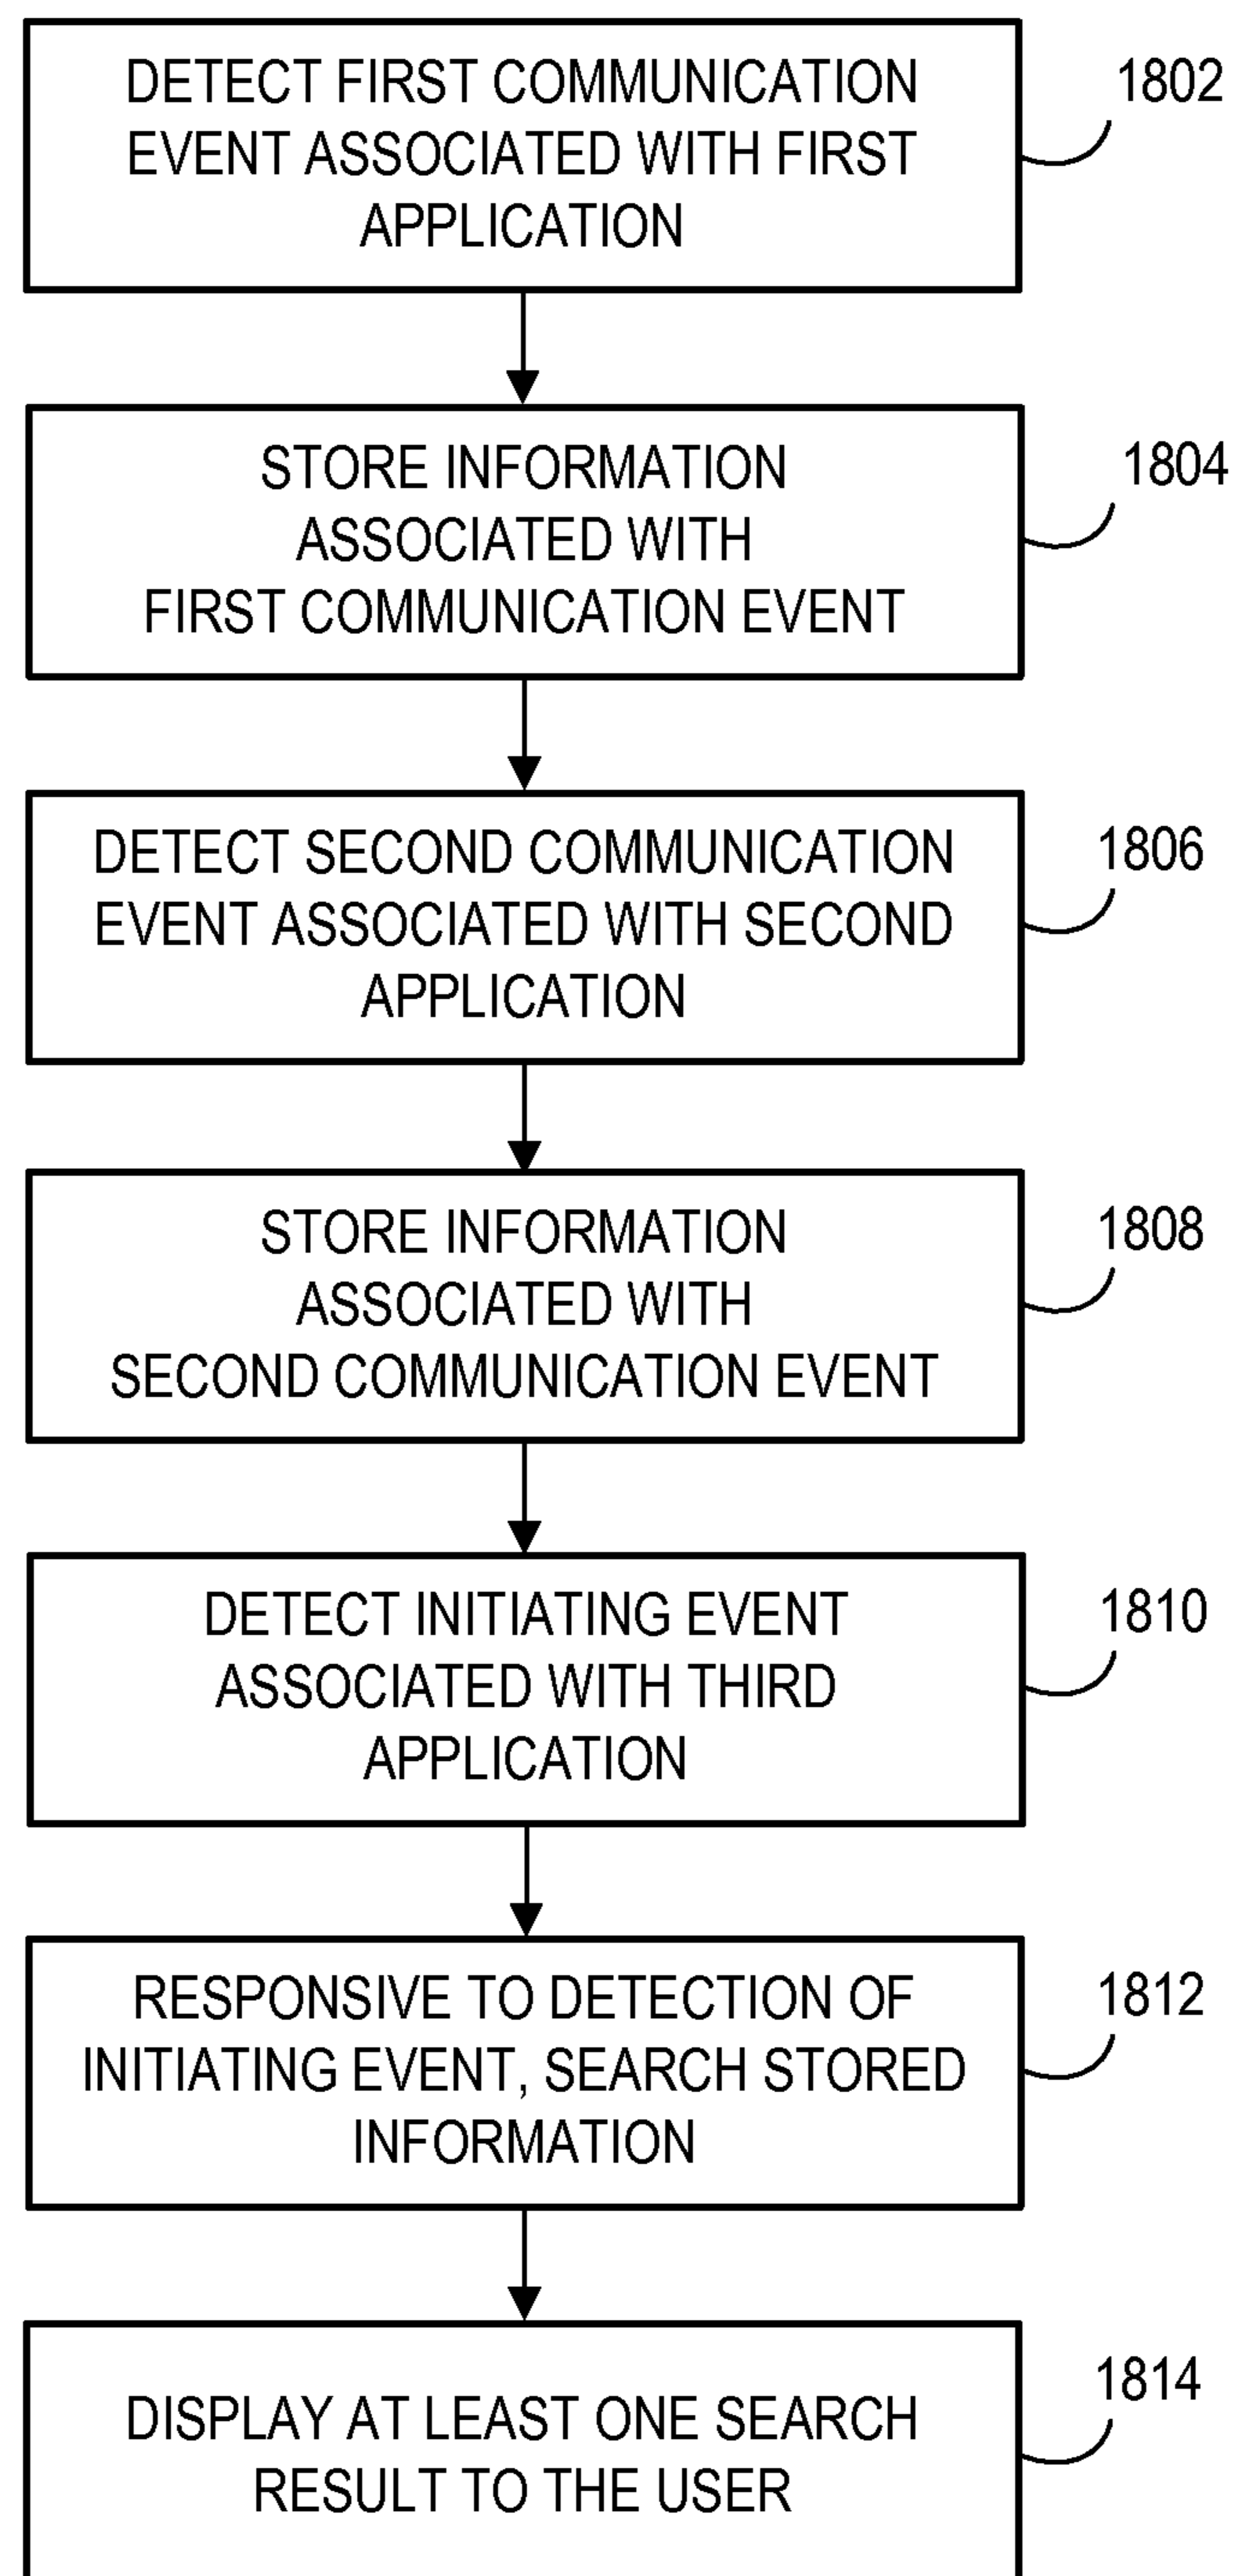 DETECT FIRST COMMUNICATION
EVENT ASSOCIATED WITH FIRST
APPLICATION
1802
STORE INFORMATION
ASSOCIATED WITH
FIRST COMMUNICATION EVENT
1804
DETECT SECOND COMMUNICATION
EVENT ASSOCIATED WITH SECOND
APPLICATION
1806
STORE INFORMATION
ASSOCIATED WITH
SECOND COMMUNICATION EVENT
1808
DETECT INITIATING EVENT
ASSOCIATED WITH THIRD
APPLICATION
1810
RESPONSIVE TO DETECTION OF
INITIATING EVENT, SEARCH STORED
INFORMATION
1812
DISPLAY AT LEAST ONE SEARCH
RESULT TO THE USER
1814